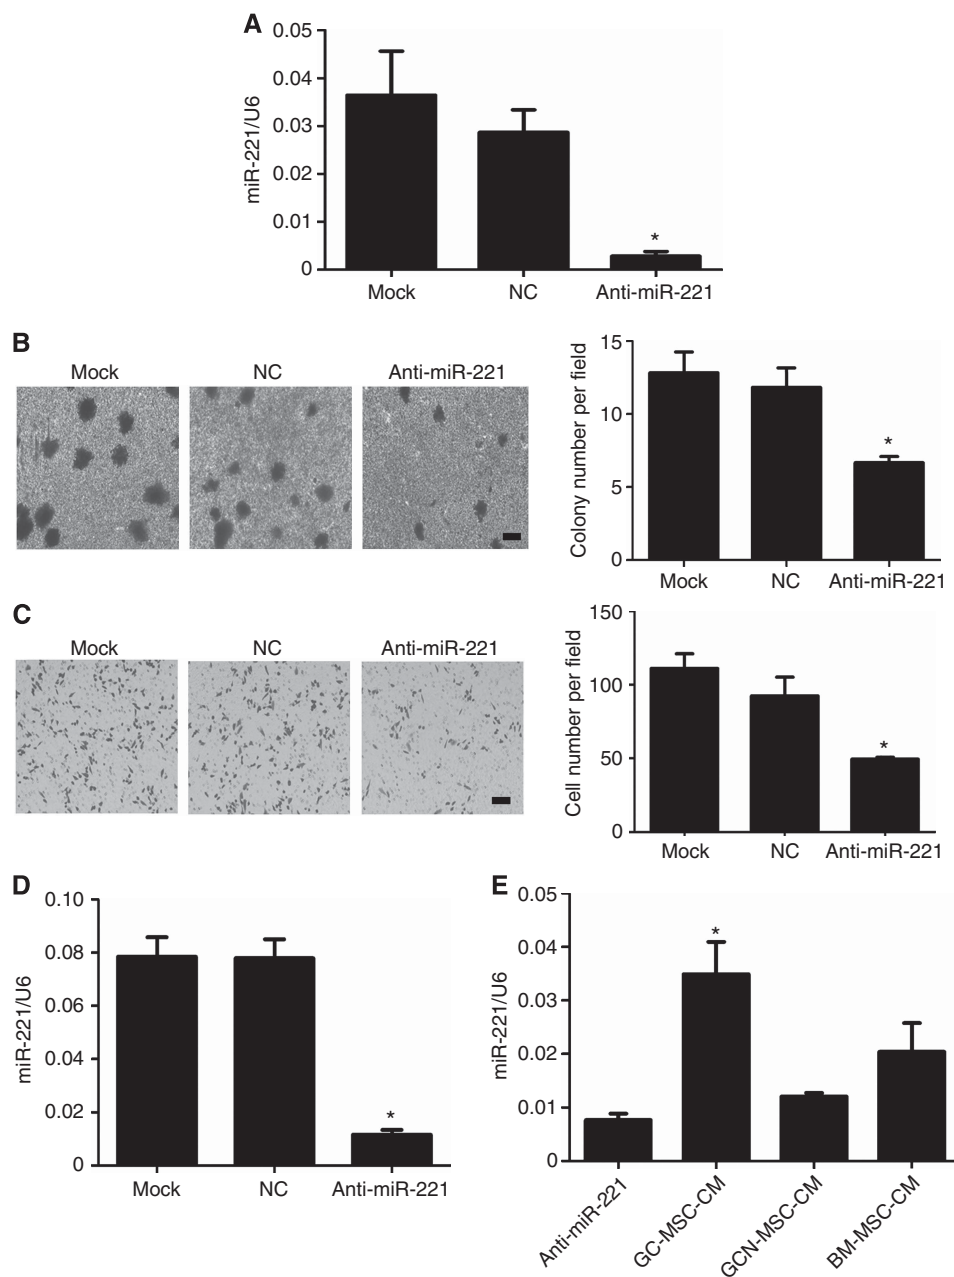 A
0.05
0.04
0.03
0.02
0.01
0
miR-221/U6
*
Mock NC Anti-miR-221
B
Mock NC Anti-miR-221
15
10
5
0
Colony number per field
*
Mock NC Anti-miR-221
C
Mock NC Anti-miR-221
150
100
50
0
Cell number per field
*
Mock NC Anti-miR-221
D
0.10
0.08
0.06
0.04
0.02
0
miR-221/U6
*
Mock NC Anti-miR-221
E
0.05
0.04
0.03
0.02
0.01
0
miR-221/U6
*
Anti-miR-221
GC-MSC-CM
GCN-MSC-CM
BM-MSC-CM